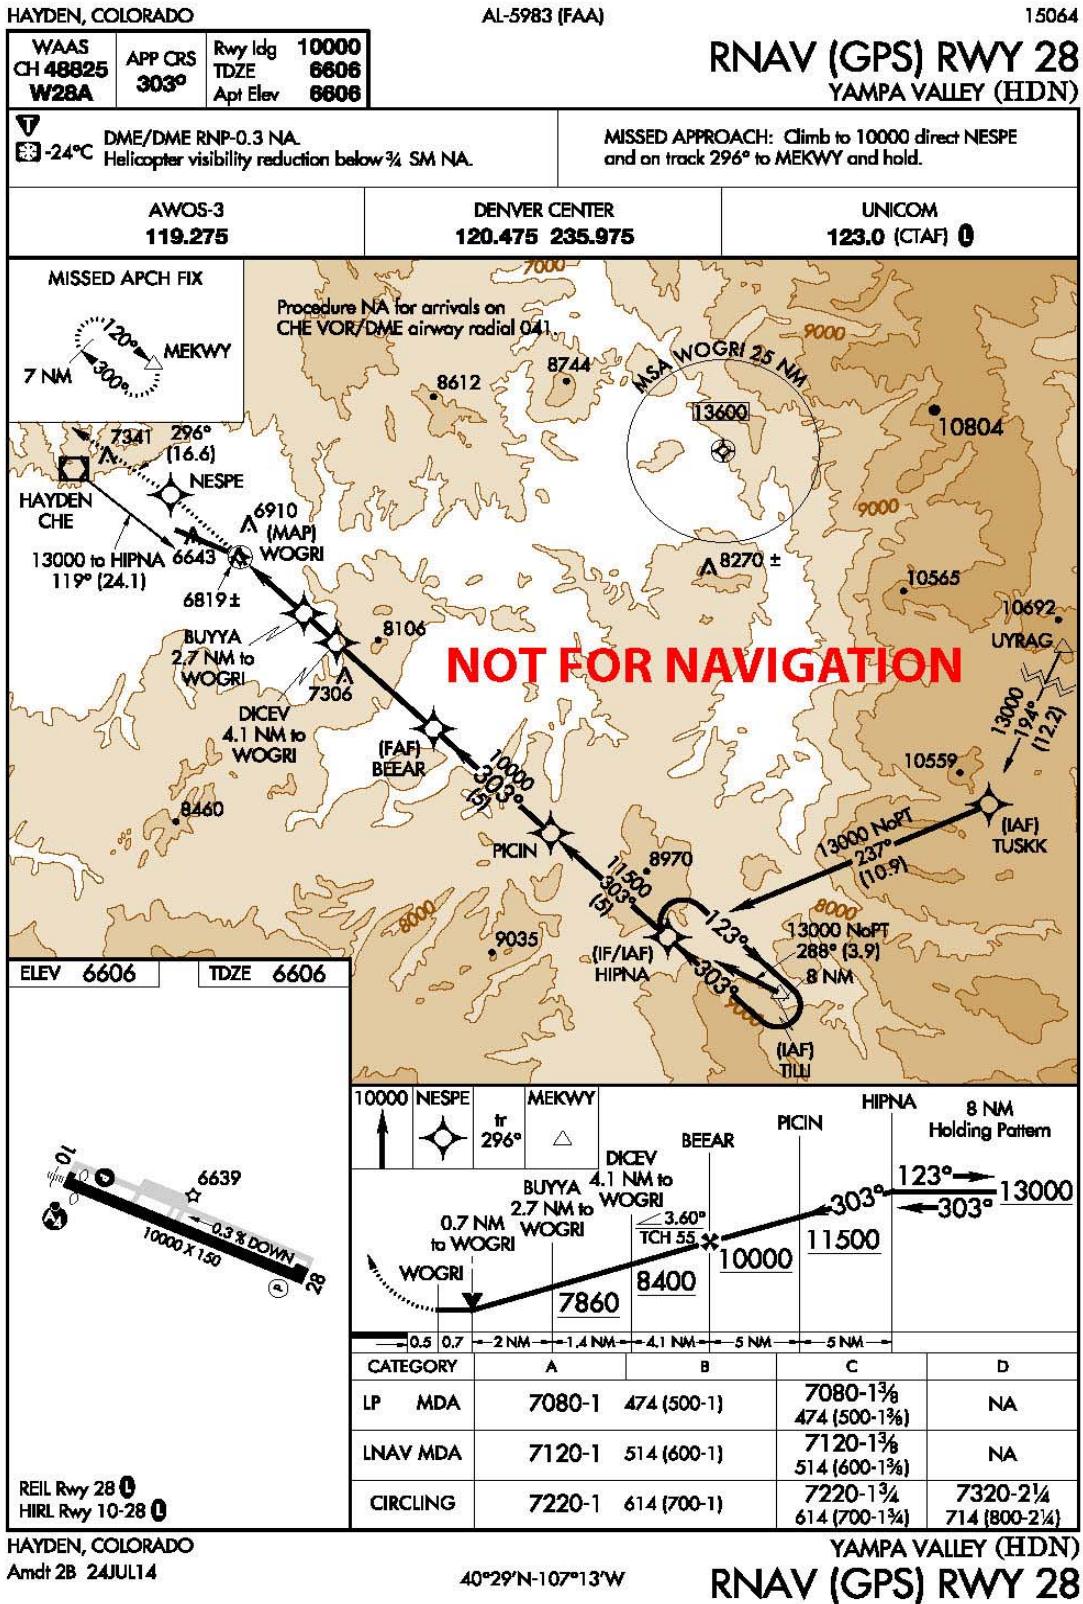 HAYDEN, COLORADO
AL-5983 (FAA)
15064
WAAS
CH 48825
W28A
APP CRS
303°
Rwy ldg 10000
TDZE 6606
Apt Elev 6606
RNAV (GPS) RWY 28
YAMPA VALLEY (HDN)
T
-24°C
DME/DME RNP-0.3 NA.
Helicopter visibility reduction below ¾ SM NA.
MISSED APPROACH: Climb to 10000 direct NESPE
and on track 296° to MEKWY and hold.
AWOS-3
119.275
DENVER CENTER
120.475 235.975
UNICOM
123.0 (CTAF) L
MISSED APCH FIX
120°
300°
MEKWY
7 NM
Procedure NA for arrivals on
CHE VOR/DME airway radial 041.
7000
9000
8744
8612
MSA WOGRI 25 NM
13600
10804
7341
296°
(16.6)
NESPE
HAYDEN
CHE
6910
(MAP)
WOGRI
9000
13000 to HIPNA
119° (24.1)
6643
6819±
8270 ±
10565
10692
UYRAG
BUYYA
2.7 NM to
WOGRI
8106
NOT FOR NAVIGATION
7306
DICEV
4.1 NM to
WOGRI
13000
194°
(12.2)
(FAF)
BEEAR
10000
303°
(5)
10559
8460
(IAF)
TUSKK
PICIN
13000 NoPT
237°
(10.9)
8970
11500
303°
(5)
8000
8000
123°
13000 NoPT
288° (3.9)
9035
(IF/IAF)
HIPNA
303°
8 NM
9000
(IAF)
TILLI
ELEV 6606
TDZE 6606
10
6639
0.3 % DOWN
10000 X 150
28
A4
P
REIL Rwy 28 L
HIRL Rwy 10-28 L
10000
NESPE
tr
296°
MEKWY
HIPNA
8 NM
Holding Pattern
PICIN
BEEAR
DICEV
4.1 NM to
WOGRI
BUYYA
2.7 NM to
WOGRI
0.7 NM
to WOGRI
WOGRI
3.60°
TCH 55
123°
303°
303°
13000
11500
10000
8400
7860
0.5 0.7 2 NM 1.4 NM 4.1 NM 5 NM 5 NM
CATEGORY A B C D
LP MDA 7080-1 474 (500-1) 7080-1⅜ 474 (500-1⅜) NA
LNAV MDA 7120-1 514 (600-1) 7120-1⅜ 514 (600-1⅜) NA
CIRCLING 7220-1 614 (700-1) 7220-1¾ 614 (700-1¾) 7320-2¼ 714 (800-2¼)
HAYDEN, COLORADO
Amdt 2B 24JUL14
40°29'N-107°13'W
YAMPA VALLEY (HDN)
RNAV (GPS) RWY 28